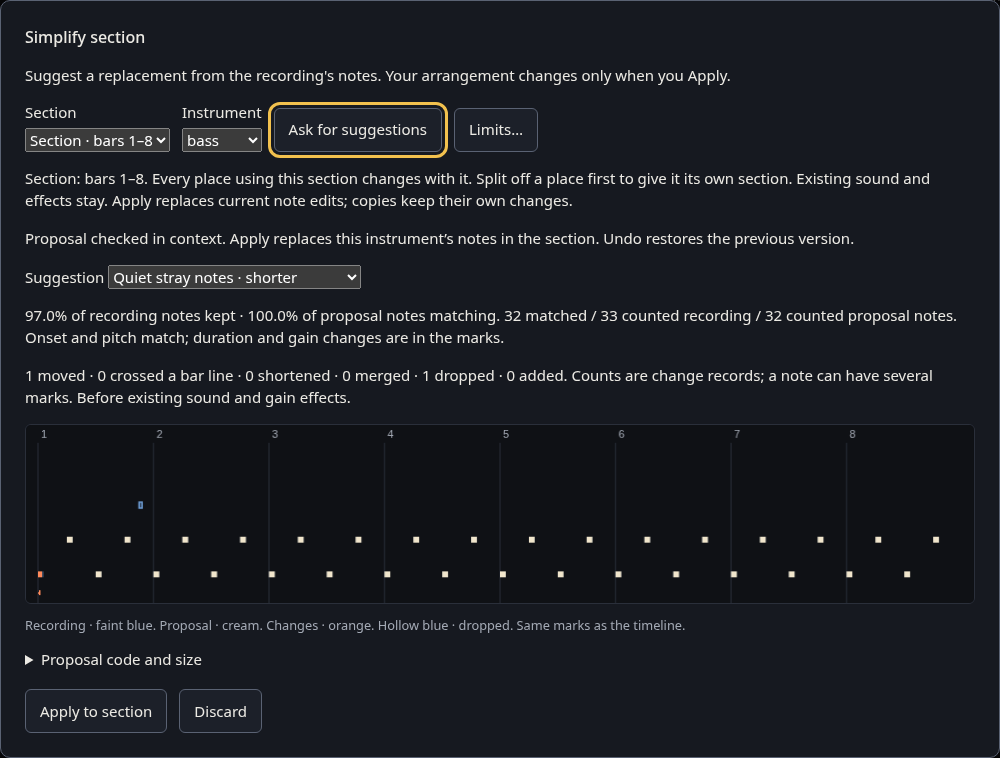 Simplify section
Suggest a replacement from the recording's notes. Your arrangement changes only when you Apply.
Section
Instrument
Section · bars 1–8
bass
Ask for suggestions
Limits...
Section: bars 1–8. Every place using this section changes with it. Split off a place first to give it its own section. Existing sound and
effects stay. Apply replaces current note edits; copies keep their own changes.
Proposal checked in context. Apply replaces this instrument’s notes in the section. Undo restores the previous version.
Suggestion
Quiet stray notes · shorter
97.0% of recording notes kept · 100.0% of proposal notes matching. 32 matched / 33 counted recording / 32 counted proposal notes.
Onset and pitch match; duration and gain changes are in the marks.
1 moved · 0 crossed a bar line · 0 shortened · 0 merged · 1 dropped · 0 added. Counts are change records; a note can have several
marks. Before existing sound and gain effects.
1 2 3 4 5 6 7 8
Recording · faint blue. Proposal · cream. Changes · orange. Hollow blue · dropped. Same marks as the timeline.
Proposal code and size
Apply to section
Discard